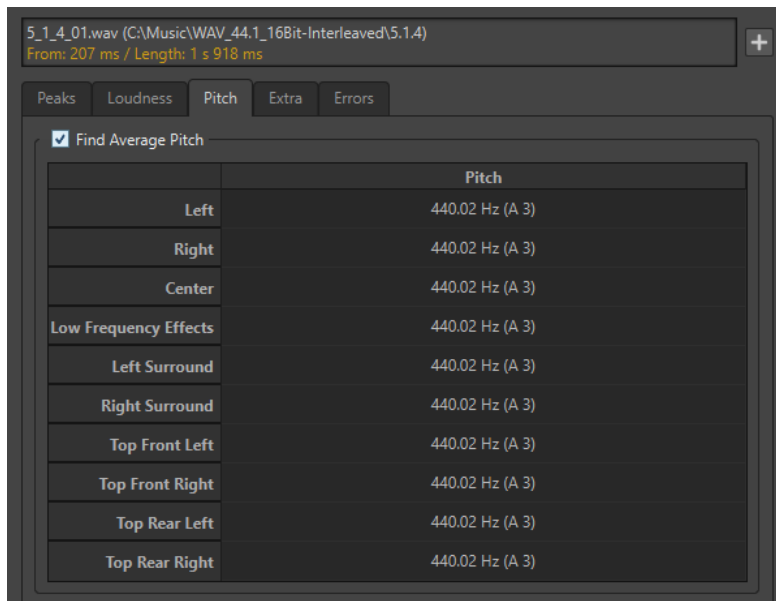 5_1_4_01.wav (C:\Music\WAV_44.1_16Bit-Interleaved\5.1.4)
From: 207 ms / Length: 1 s 918 ms
Peaks Loudness Pitch Extra Errors
Find Average Pitch
Pitch
Left 440.02 Hz (A 3)
Right 440.02 Hz (A 3)
Center 440.02 Hz (A 3)
Low Frequency Effects 440.02 Hz (A 3)
Left Surround 440.02 Hz (A 3)
Right Surround 440.02 Hz (A 3)
Top Front Left 440.02 Hz (A 3)
Top Front Right 440.02 Hz (A 3)
Top Rear Left 440.02 Hz (A 3)
Top Rear Right 440.02 Hz (A 3)